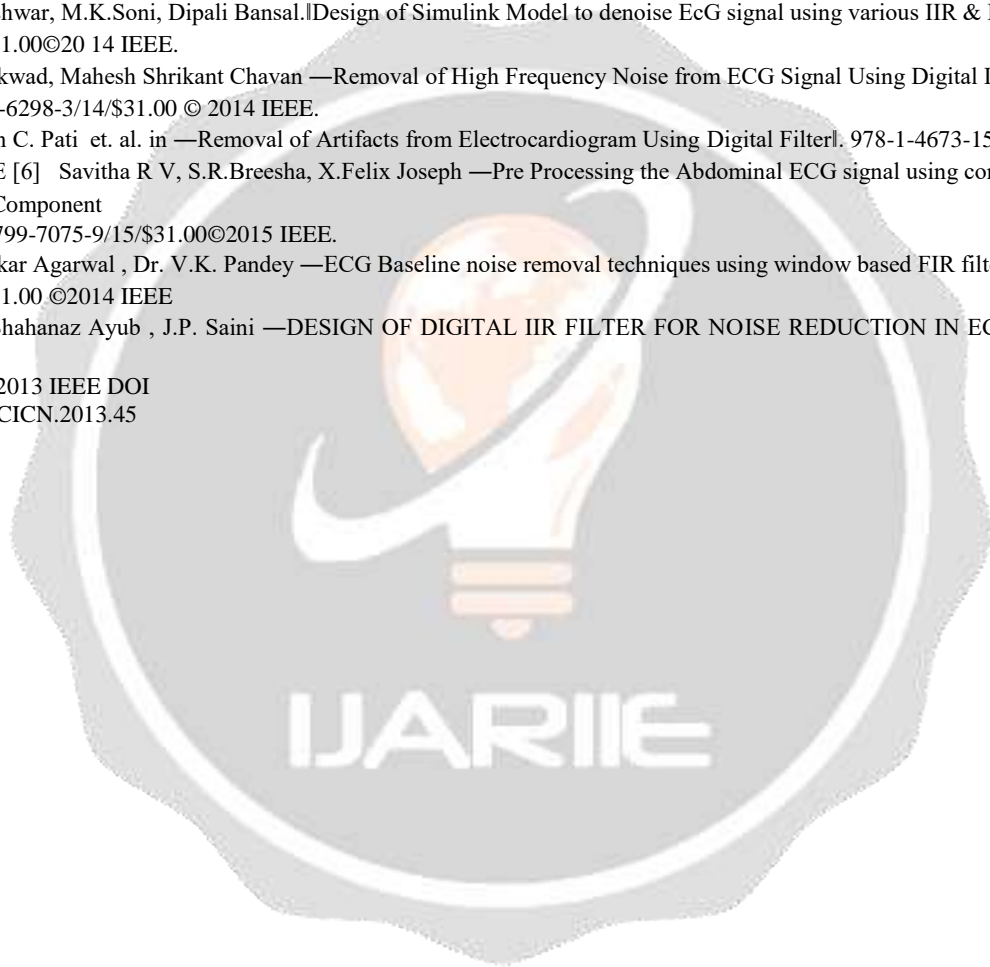 shwar, M.K.Soni, Dipali Bansal.‖Design of Simulink Model to denoise EcG signal using various IIR &
1.00©20 14 IEEE.
kwad, Mahesh Shrikant Chavan ―Removal of High Frequency Noise from ECG Signal Using Digital
-6298-3/14/$31.00 © 2014 IEEE.
C. Pati et. al. in ―Removal of Artifacts from Electrocardiogram Using Digital Filter‖. 978-1-4673-15
E [6] Savitha R V, S.R.Breesha, X.Felix Joseph ―Pre Processing the Abdominal ECG signal using
Component
799-7075-9/15/$31.00©2015 IEEE.
kar Agarwal , Dr. V.K. Pandey ―ECG Baseline noise removal techniques using window based FIR
1.00 ©2014 IEEE
Shahanaz Ayub , J.P. Saini ―DESIGN OF DIGITAL IIR FILTER FOR NOISE REDUCTION IN
2013 IEEE DOI
CICN.2013.45
IJARIIE